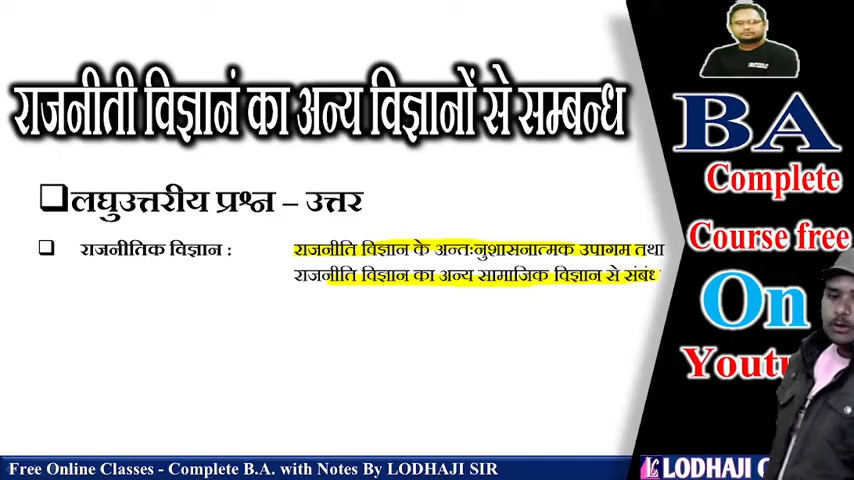 राजनीती विज्ञानं का अन्य विज्ञानों से सम्बन्ध
लघुउत्तरीय प्रश्न – उत्तर
राजनीतिक विज्ञान : राजनीति विज्ञान के अन्तःनुशासनात्मक उपागम तथा
राजनीति विज्ञान का अन्य सामाजिक विज्ञान से संबंध
BA
Complete
Course free
On
Youtu
Free Online Classes - Complete B.A. with Notes By LODHAJI SIR
LODHAJI